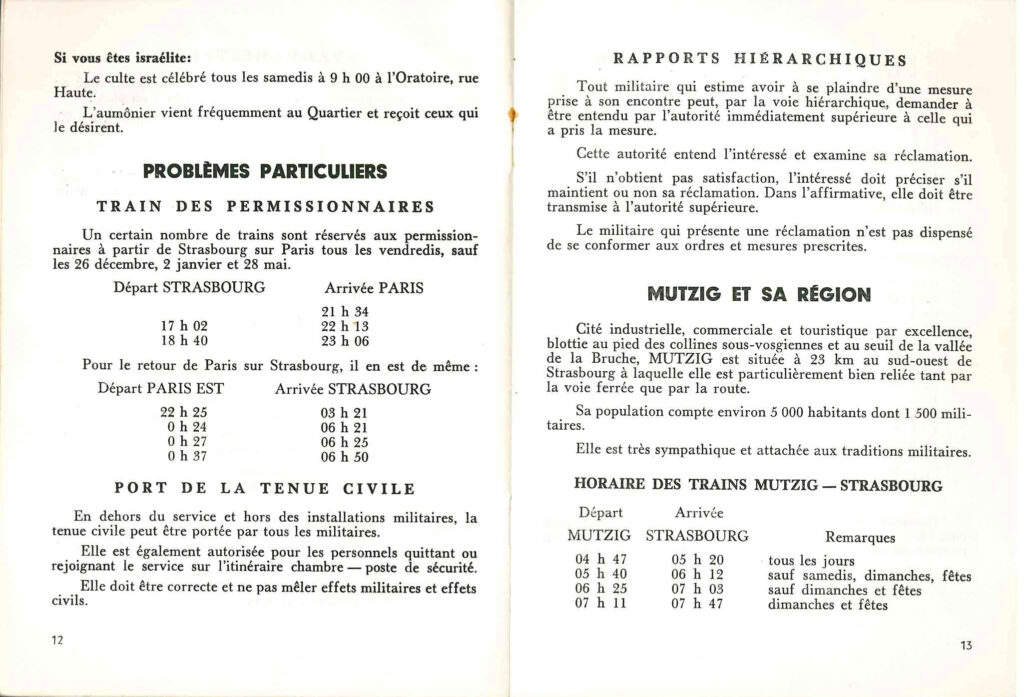 Si vous êtes israélite:
Le culte est célébré tous les samedis à 9 h 00 à l'Oratoire, rue
Haute.
L'aumônier vient fréquemment au Quartier et reçoit ceux qui
le désirent.
PROBLÈMES PARTICULIERS
TRAIN DES PERMISSIONNAIRES
Un certain nombre de trains sont réservés aux permission-
naires à partir de Strasbourg sur Paris tous les vendredis, sauf
les 26 décembre, 2 janvier et 28 mai.
Départ STRASBOURG Arrivée PARIS
21 h 34
17 h 02 22 h 13
18 h 40 23 h 06
Pour le retour de Paris sur Strasbourg, il en est de même :
Départ PARIS EST Arrivée STRASBOURG
22 h 25 03 h 21
0 h 24 06 h 21
0 h 27 06 h 25
0 h 37 06 h 50
PORT DE LA TENUE CIVILE
En dehors du service et hors des installations militaires, la
tenue civile peut être portée par tous les militaires.
Elle est également autorisée pour les personnels quittant ou
rejoignant le service sur l'itinéraire chambre — poste de sécurité.
Elle doit être correcte et ne pas mêler effets militaires et effets
civils.
12
RAPPORTS HIÉRARCHIQUES
Tout militaire qui estime avoir à se plaindre d'une mesure
prise à son encontre peut, par la voie hiérarchique, demander à
être entendu par l'autorité immédiatement supérieure à celle qui
a pris la mesure.
Cette autorité entend l'intéressé et examine sa réclamation.
S'il n'obtient pas satisfaction, l'intéressé doit préciser s'il
maintient ou non sa réclamation. Dans l'affirmative, elle doit être
transmise à l'autorité supérieure.
Le militaire qui présente une réclamation n'est pas dispensé
de se conformer aux ordres et mesures prescrites.
MUTZIG ET SA RÉGION
Cité industrielle, commerciale et touristique par excellence,
blottie au pied des collines sous-vosgiennes et au seuil de la vallée
de la Bruche, MUTZIG est située à 23 km au sud-ouest de
Strasbourg à laquelle elle est particulièrement bien reliée tant par
la voie ferrée que par la route.
Sa population compte environ 5 000 habitants dont 1 500 mili-
taires.
Elle est très sympathique et attachée aux traditions militaires.
HORAIRE DES TRAINS MUTZIG — STRASBOURG
Départ Arrivée
MUTZIG STRASBOURG Remarques
04 h 47 05 h 20 tous les jours
05 h 40 06 h 12 sauf samedis, dimanches, fêtes
06 h 25 07 h 03 sauf dimanches et fêtes
07 h 11 07 h 47 dimanches et fêtes
13